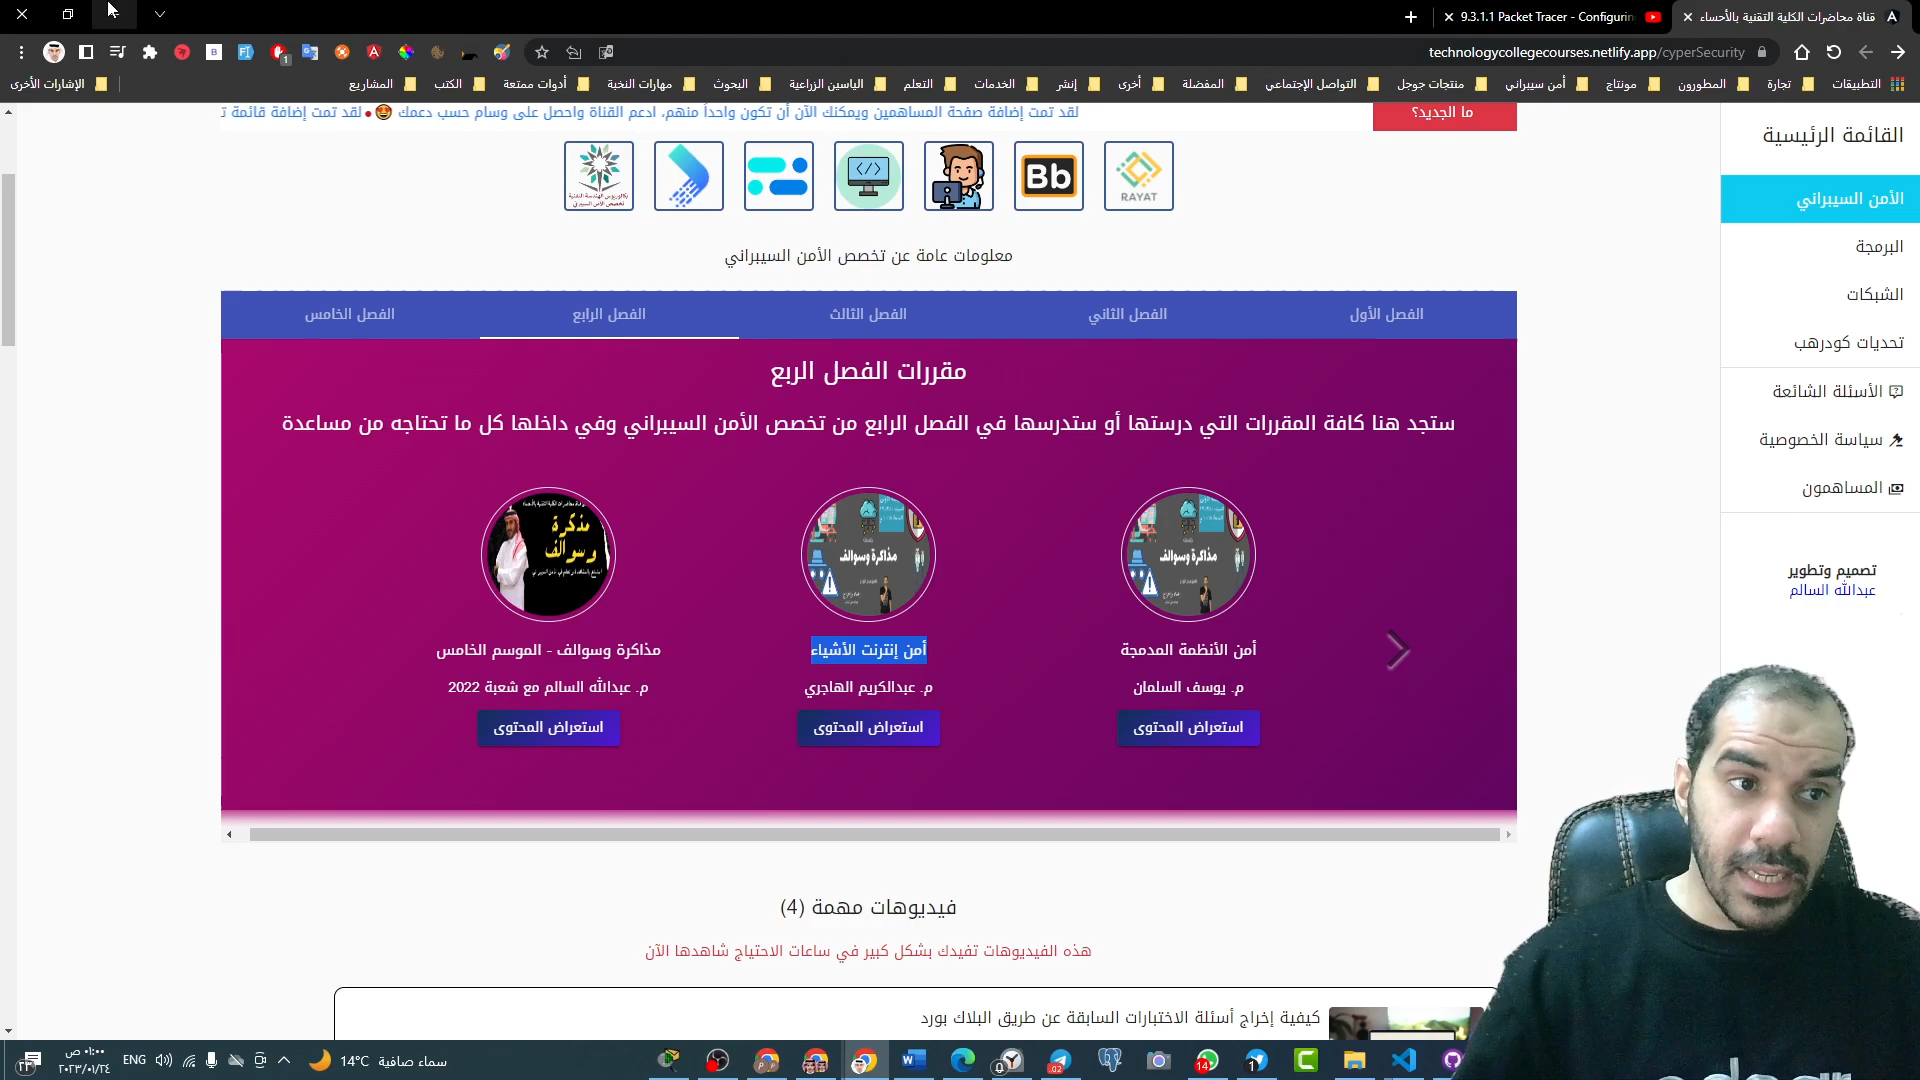 قناة محاضرات الكلية التقنية بالأحساء
9.3.1.1 Packet Tracer - Configurin
technologycollegecourses.netlify.app/cyperSecurity
التطبيقات
تجارة
المطورون
مونتاج
أمن سيبراني
منتجات جوجل
التواصل الإجتماعي
المفضلة
أخرى
إنشر
الخدمات
التعلم
الياسين الزراعية
البحوث
مهارات النخبة
أدوات ممتعة
الكتب
المشاريع
الإشارات الأخرى
ما الجديد؟
لقد تمت إضافة صفحة المساهمين ويمكنك الآن أن تكون واحداً منهم، ادعم القناة واحصل على وسام حسب دعمك 🤩 • لقد تمت إضافة قائمة ت
القائمة الرئيسية
الأمن السيبراني
البرمجة
الشبكات
تحديات كودرهب
الأسئلة الشائعة
سياسة الخصوصية
المساهمون
تصميم وتطوير
عبدالله السالم
RAYAT
Bb
معلومات عامة عن تخصص الأمن السيبراني
الفصل الأول
الفصل الثاني
الفصل الثالث
الفصل الرابع
الفصل الخامس
مقررات الفصل الربع
ستجد هنا كافة المقررات التي درستها أو ستدرسها في الفصل الرابع من تخصص الأمن السيبراني وفي داخلها كل ما تحتاجه من مساعدة
مذاكرة وسوالف
مذاكرة وسوالف
مذكرة
وسوالف
أمن الأنظمة المدمجة
أمن إنترنت الأشياء
مذاكرة وسوالف - الموسم الخامس
م. يوسف السلمان
م. عبدالكريم الهاجري
م. عبدالله السالم مع شعبة 2022
استعراض المحتوى
استعراض المحتوى
استعراض المحتوى
فيديوهات مهمة (4)
هذه الفيديوهات تفيدك بشكل كبير في ساعات الاحتياج شاهدها الآن
كيفية إخراج أسئلة الاختبارات السابقة عن طريق البلاك بورد
سماء صافية
14°C
ENG
٠١:٠٠ ص
٢٠٢٣/٠١/٢٤